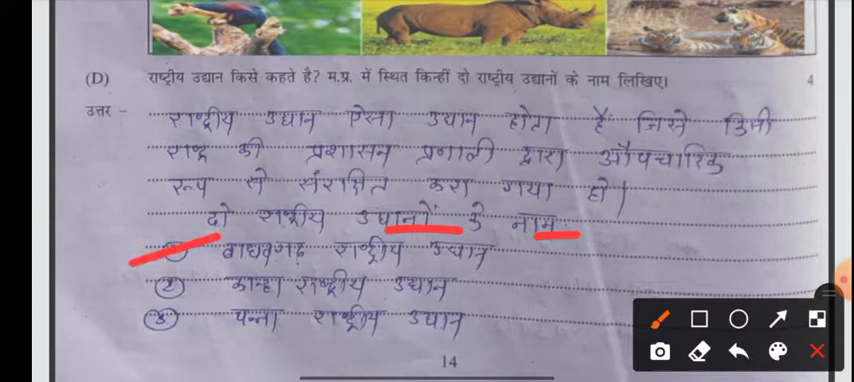 (D) राष्ट्रीय उद्यान किसे कहते है? म.प्र. में स्थित किन्हीं दो राष्ट्रीय उद्यानों के नाम लिखिए। 4
उत्तर - राष्ट्रीय उद्यान ऐसा उद्यान होता है जिसे किसी
राष्ट्र की प्रशासन प्रणाली द्वारा औपचारिक
रूप से संरक्षित करा गया हो।
दो राष्ट्रीय उद्यानों के नाम
① बांधवगढ़ राष्ट्रीय उद्यान
② कान्हा राष्ट्रीय उद्यान
③ पन्ना राष्ट्रीय उद्यान
14